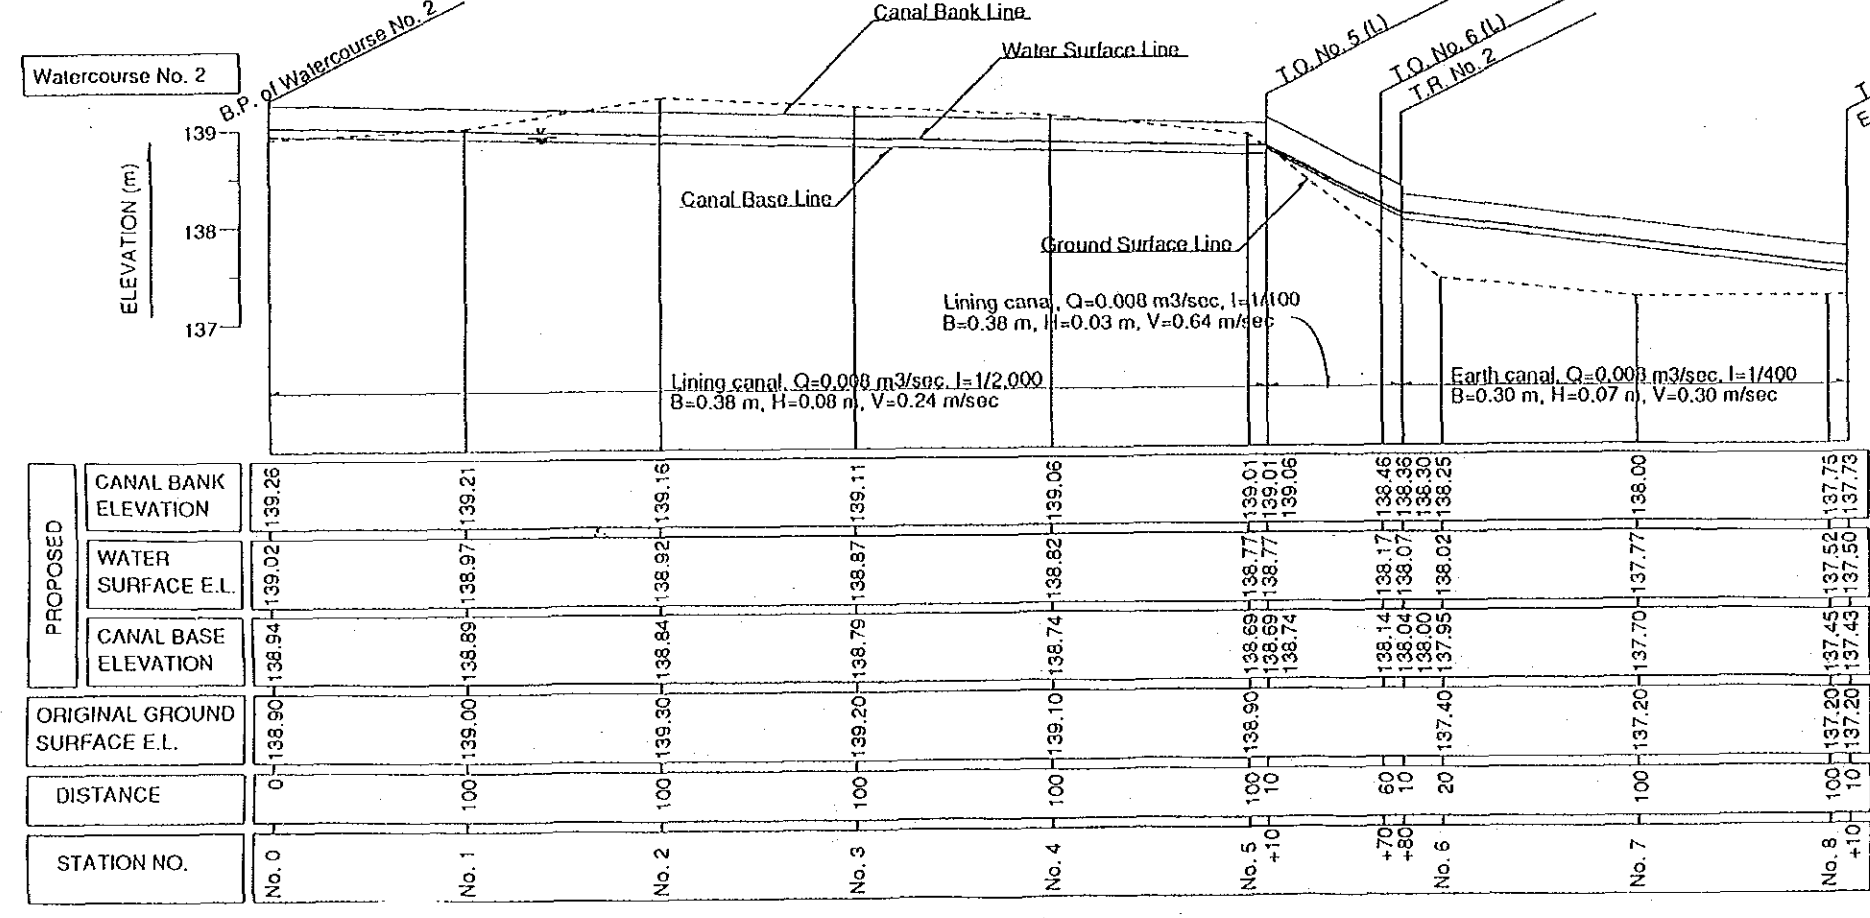 Watercourse No. 2
B.P. of Watercourse No. 2
Canal Bank Line
Water Surface Line
T.O. No. 5 (L)
T.O. No. 6 (L)
T.R. No. 2
ELEVATION (m)
139
138
137
Canal Base Line
Ground Surface Line
Lining canal, Q=0.008 m3/sec, I=1/100
B=0.38 m, H=0.03 m, V=0.64 m/sec
Lining canal, Q=0.008 m3/sec, I=1/2,000
B=0.38 m, H=0.08 m, V=0.24 m/sec
Earth canal, Q=0.008 m3/sec, I=1/400
B=0.30 m, H=0.07 m, V=0.30 m/sec
PROPOSED
CANAL BANK
ELEVATION
139.26 139.21 139.16 139.11 139.06 139.01 139.01 139.06 138.46 138.36 138.30 138.25 138.00 137.75 137.73
WATER
SURFACE E.L.
139.02 138.97 138.92 138.87 138.82 138.77 138.77 138.17 138.07 138.02 137.77 137.52 137.50
CANAL BASE
ELEVATION
138.94 138.89 138.84 138.79 138.74 138.69 138.69 138.74 138.14 138.04 138.00 137.95 137.70 137.45 137.43
ORIGINAL GROUND
SURFACE E.L.
138.90 139.00 139.30 139.20 139.10 138.90 137.40 137.20 137.20 137.20
DISTANCE
0 100 100 100 100 100 10 60 10 20 100 100 10
STATION NO.
No. 0 No. 1 No. 2 No. 3 No. 4 No. 5 +10 +70 +80 No. 6 No. 7 No. 8 +10